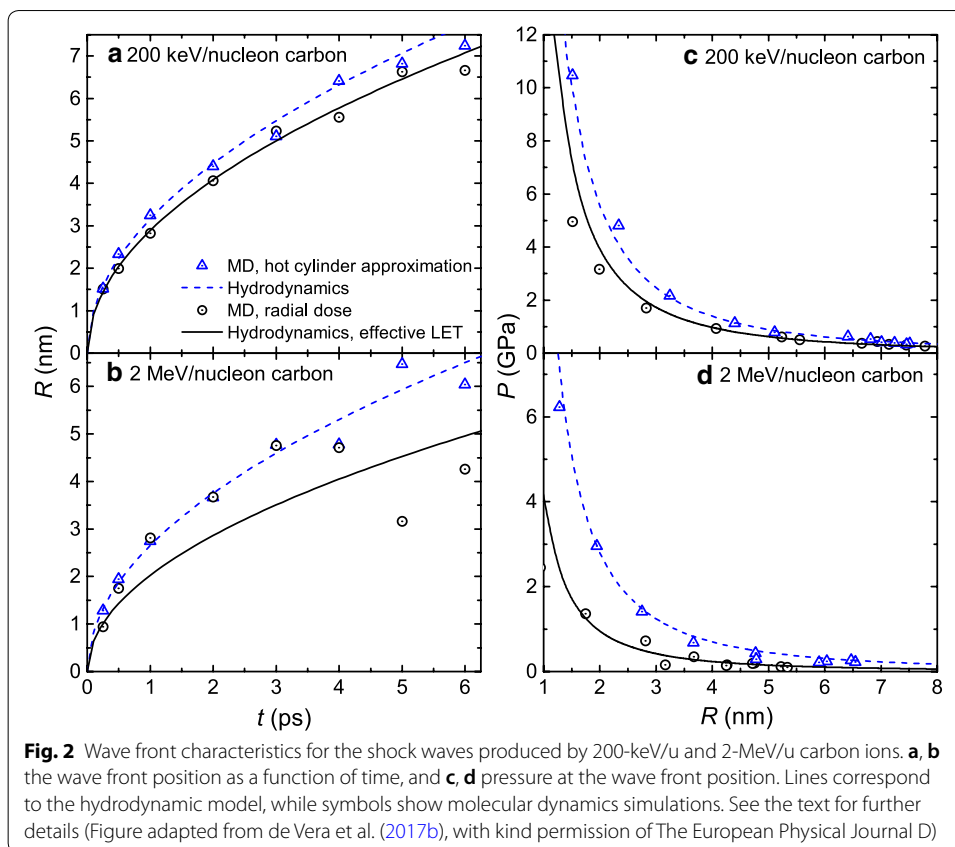 a 200 keV/nucleon carbon
7
6
5
4
3
2
1
0
R (nm)
MD, hot cylinder approximation
Hydrodynamics
MD, radial dose
Hydrodynamics, effective LET
b 2 MeV/nucleon carbon
6
5
4
3
2
1
0
0 1 2 3 4 5 6
t (ps)
c 200 keV/nucleon carbon
12
10
8
6
4
2
0
P (GPa)
d 2 MeV/nucleon carbon
6
4
2
0
1 2 3 4 5 6 7 8
R (nm)
Fig. 2 Wave front characteristics for the shock waves produced by 200-keV/u and 2-MeV/u carbon ions. a, b
the wave front position as a function of time, and c, d pressure at the wave front position. Lines correspond
to the hydrodynamic model, while symbols show molecular dynamics simulations. See the text for further
details (Figure adapted from de Vera et al. (2017b), with kind permission of The European Physical Journal D)